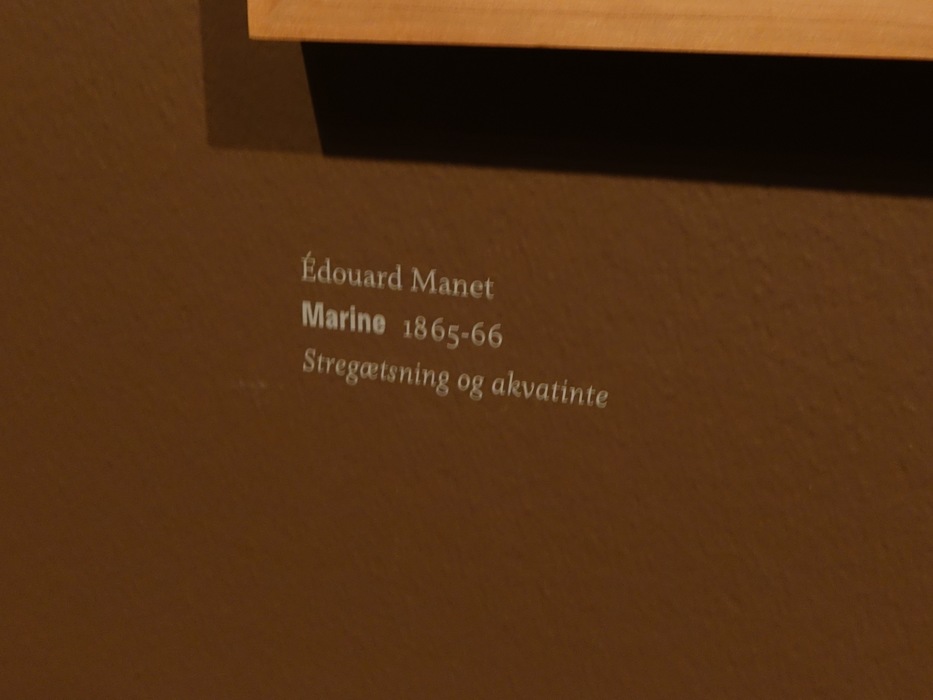 Édouard Manet
Marine 1865-66
Stregætsning og akvatinte